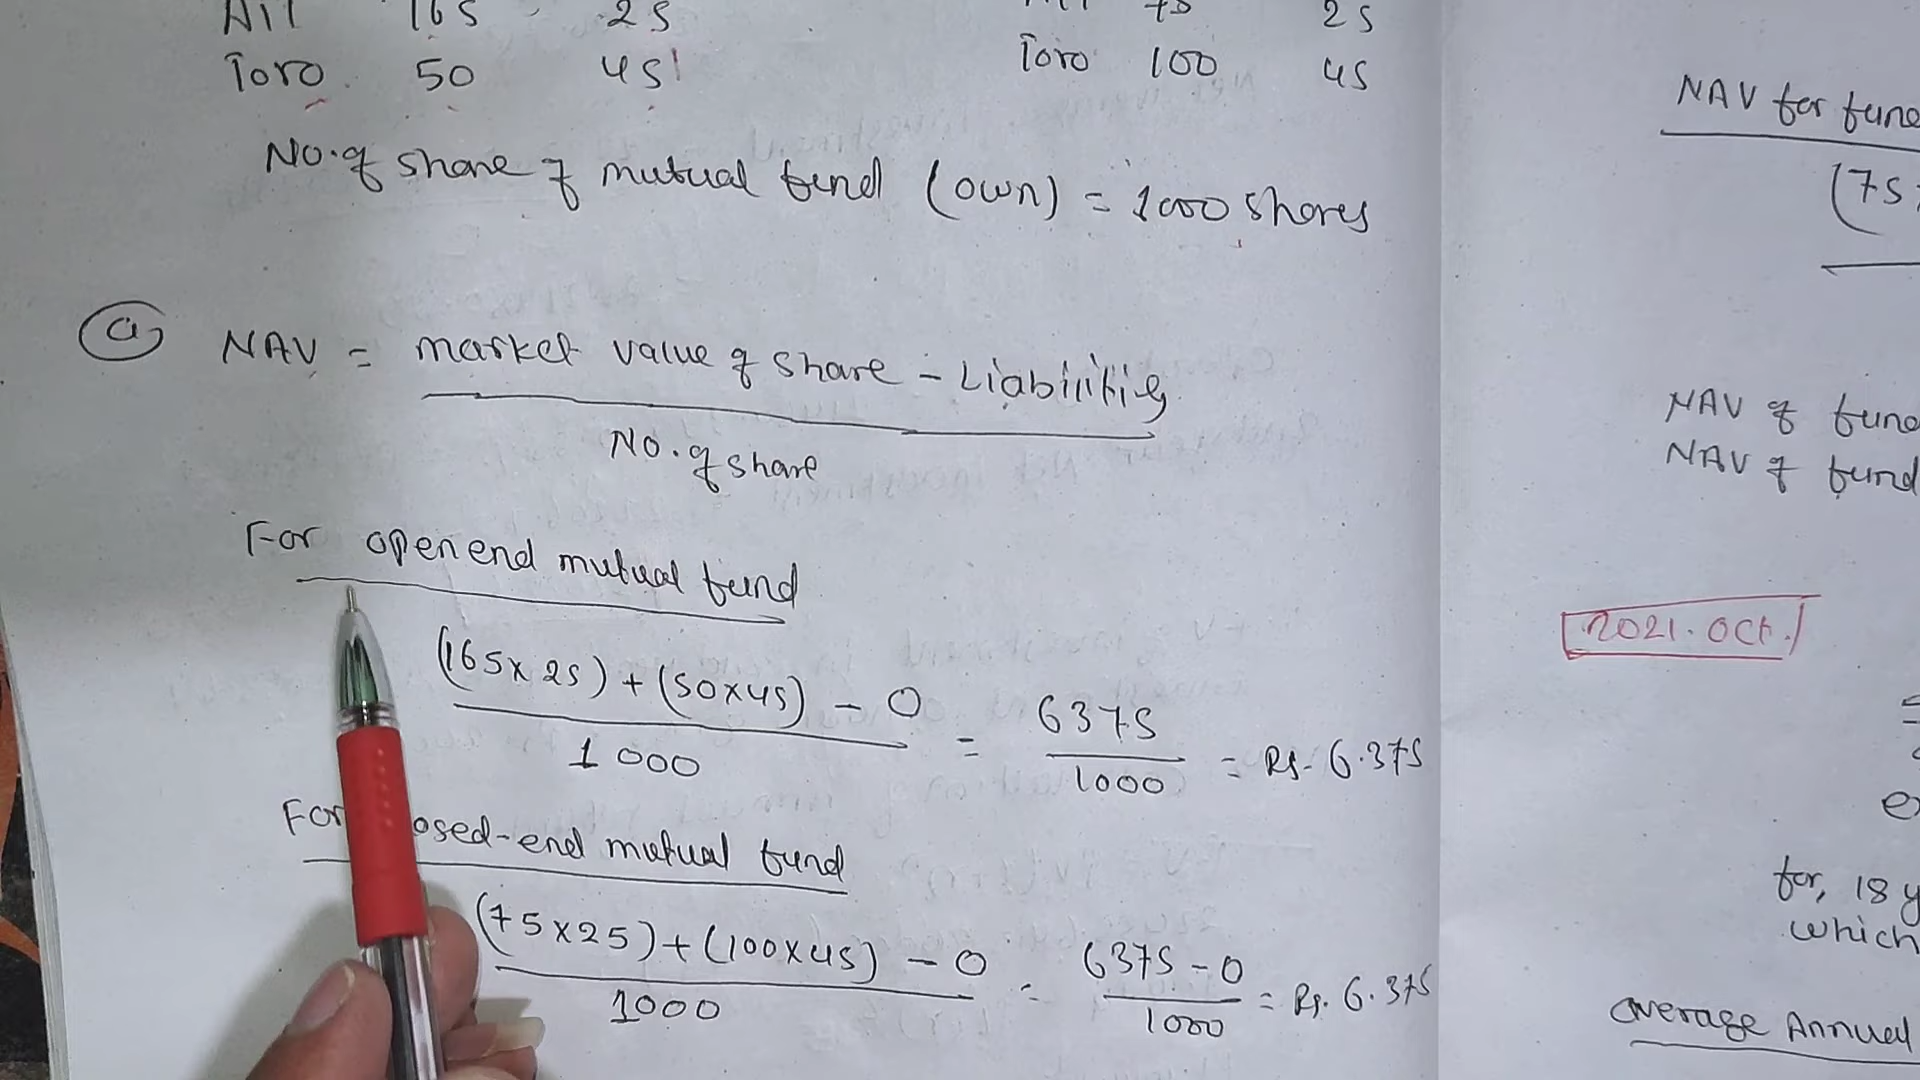 165 25
25
Toro 50 45
Toro 100 45
No. of share of mutual fund (own) = 1000 shares
(a) NAV = market value of share - Liabilities
No. of share
For open end mutual fund
(165x25) + (50x45) - 0
1000
= 6375
1000
= Rs. 6.375
For osed-end mutual fund
(75x25) + (100x45) - 0
1000
= 6375 - 0
1000
= Rs. 6.375
NAV for fund
(75
NAV of fund
NAV of fund
2021. Oct.
for, 18 y
which
average Annual